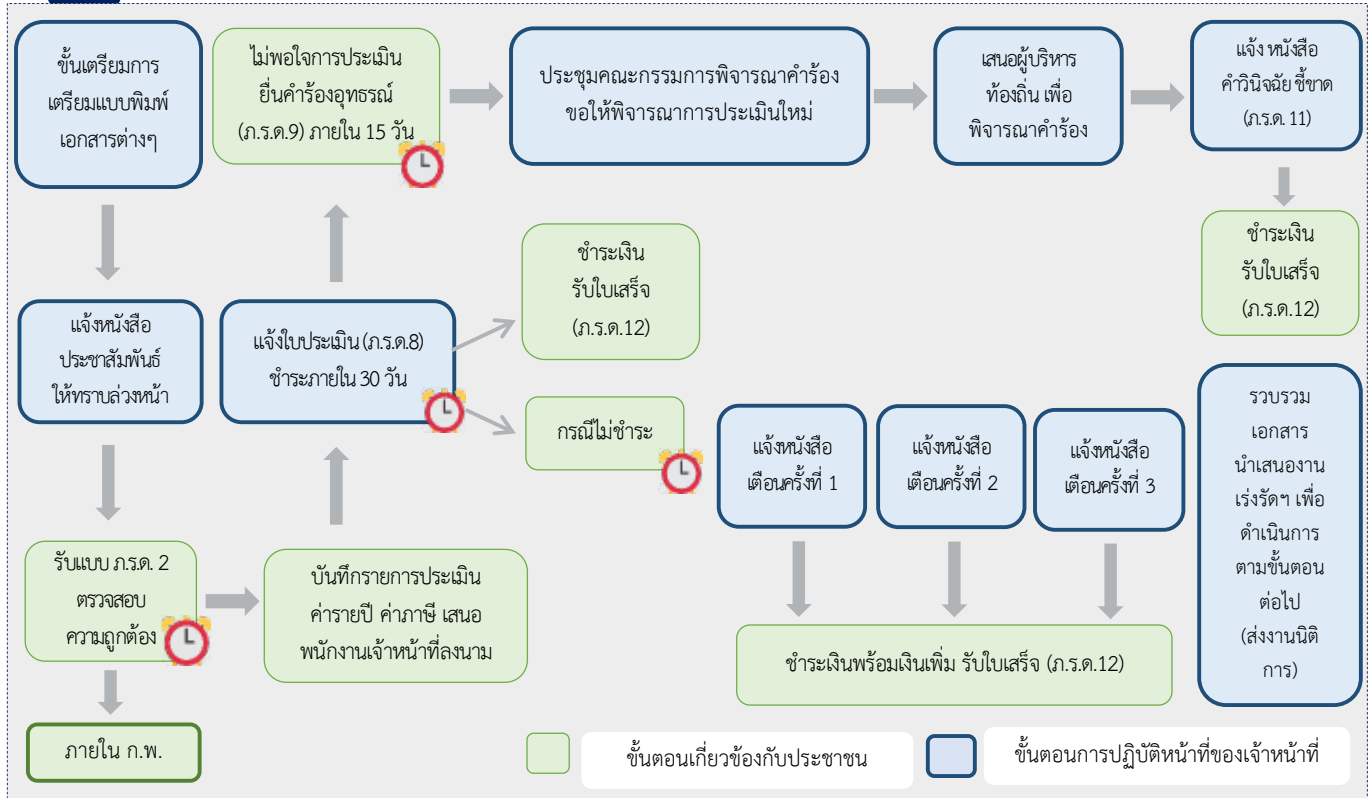 ขั้นเตรียมการ
เตรียมแบบพิมพ์
เอกสารต่างๆ
ไม่พอใจการประเมิน
ยื่นคำร้องอุทธรณ์
(ภ.ร.ด.9) ภายใน 15 วัน
ประชุมคณะกรรมการพิจารณาคำร้อง
ขอให้พิจารณาการประเมินใหม่
เสนอผู้บริหาร
ท้องถิ่น เพื่อ
พิจารณาคำร้อง
แจ้ง หนังสือ
คำวินิจฉัย ชี้ขาด
(ภ.ร.ด. 11)
ชำระเงิน
รับใบเสร็จ
(ภ.ร.ด.12)
แจ้งหนังสือ
ประชาสัมพันธ์
ให้ทราบล่วงหน้า
แจ้งใบประเมิน (ภ.ร.ด.8)
ชำระภายใน 30 วัน
ชำระเงิน
รับใบเสร็จ
(ภ.ร.ด.12)
กรณีไม่ชำระ
แจ้งหนังสือ
เตือนครั้งที่ 1
แจ้งหนังสือ
เตือนครั้งที่ 2
แจ้งหนังสือ
เตือนครั้งที่ 3
รวบรวม
เอกสาร
นำเสนองาน
เร่งรัดฯ เพื่อ
ดำเนินการ
ตามขั้นตอน
ต่อไป
(ส่งงานนิติ
การ)
รับแบบ ภ.ร.ด. 2
ตรวจสอบ
ความถูกต้อง
บันทึกรายการประเมิน
ค่ารายปี ค่าภาษี เสนอ
พนักงานเจ้าหน้าที่ลงนาม
ชำระเงินพร้อมเงินเพิ่ม รับใบเสร็จ (ภ.ร.ด.12)
ภายใน ก.พ.
ขั้นตอนเกี่ยวข้องกับประชาชน
ขั้นตอนการปฏิบัติหน้าที่ของเจ้าหน้าที่